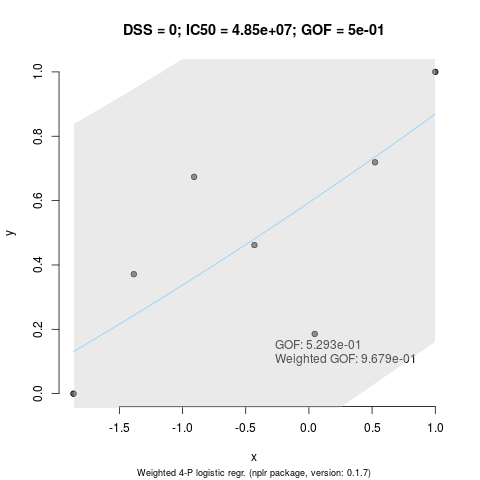 DSS = 0; IC50 = 4.85e+07; GOF = 5e-01
1.0
0.8
0.6
y
0.4
0.2
0.0
GOF: 5.293e-01
Weighted GOF: 9.679e-01
-1.5 -1.0 -0.5 0.0 0.5 1.0
x
Weighted 4-P logistic regr. (nplr package, version: 0.1.7)